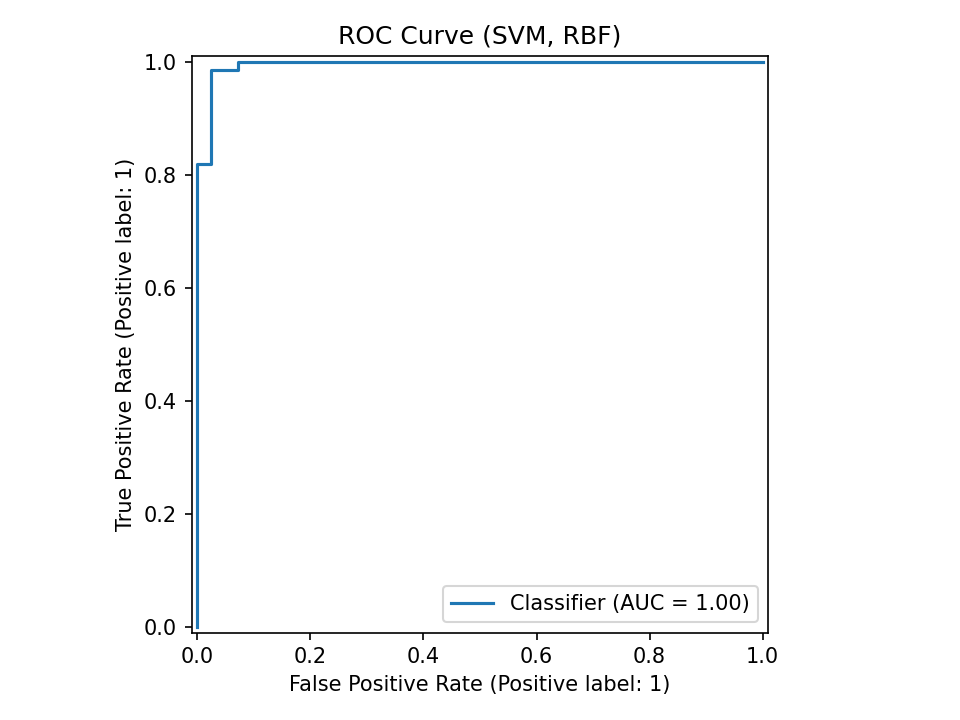 ROC Curve (SVM, RBF)
True Positive Rate (Positive label: 1)
1.0
0.8
0.6
0.4
0.2
0.0
Classifier (AUC = 1.00)
0.0 0.2 0.4 0.6 0.8 1.0
False Positive Rate (Positive label: 1)